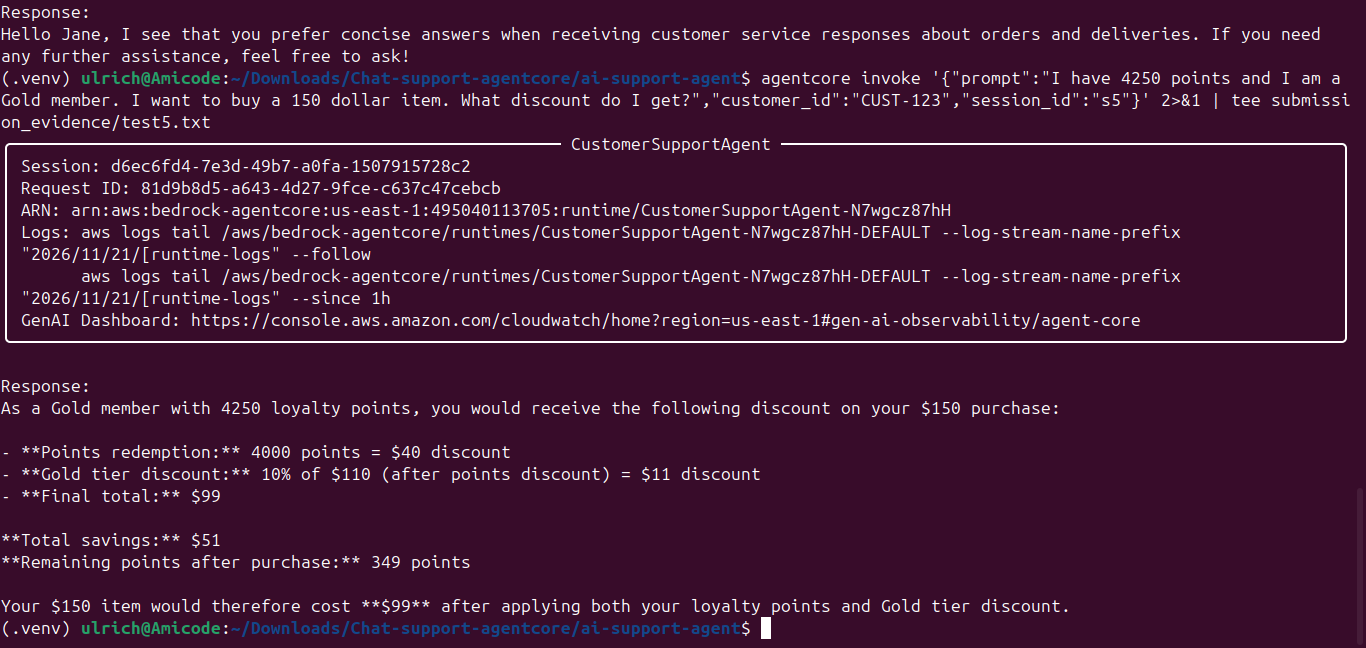 Response:
Hello Jane, I see that you prefer concise answers when receiving customer service responses about orders and deliveries. If you need
any further assistance, feel free to ask!
(.venv) ulrich@Amicode:~/Downloads/Chat-support-agentcore/ai-support-agent$ agentcore invoke '{"prompt":"I have 4250 points and I am a
Gold member. I want to buy a 150 dollar item. What discount do I get?","customer_id":"CUST-123","session_id":"s5"}' 2>&1 | tee submissi
on_evidence/test5.txt
CustomerSupportAgent
Session: d6ec6fd4-7e3d-49b7-a0fa-1507915728c2
Request ID: 81d9b8d5-a643-4d27-9fce-c637c47cebcb
ARN: arn:aws:bedrock-agentcore:us-east-1:495040113705:runtime/CustomerSupportAgent-N7wgcz87hH
Logs: aws logs tail /aws/bedrock-agentcore/runtimes/CustomerSupportAgent-N7wgcz87hH-DEFAULT --log-stream-name-prefix
"2026/11/21/[runtime-logs" --follow
aws logs tail /aws/bedrock-agentcore/runtimes/CustomerSupportAgent-N7wgcz87hH-DEFAULT --log-stream-name-prefix
"2026/11/21/[runtime-logs" --since 1h
GenAI Dashboard: https://console.aws.amazon.com/cloudwatch/home?region=us-east-1#gen-ai-observability/agent-core
Response:
As a Gold member with 4250 loyalty points, you would receive the following discount on your $150 purchase:
- **Points redemption:** 4000 points = $40 discount
- **Gold tier discount:** 10% of $110 (after points discount) = $11 discount
- **Final total:** $99
**Total savings:** $51
**Remaining points after purchase:** 349 points
Your $150 item would therefore cost **$99** after applying both your loyalty points and Gold tier discount.
(.venv) ulrich@Amicode:~/Downloads/Chat-support-agentcore/ai-support-agent$